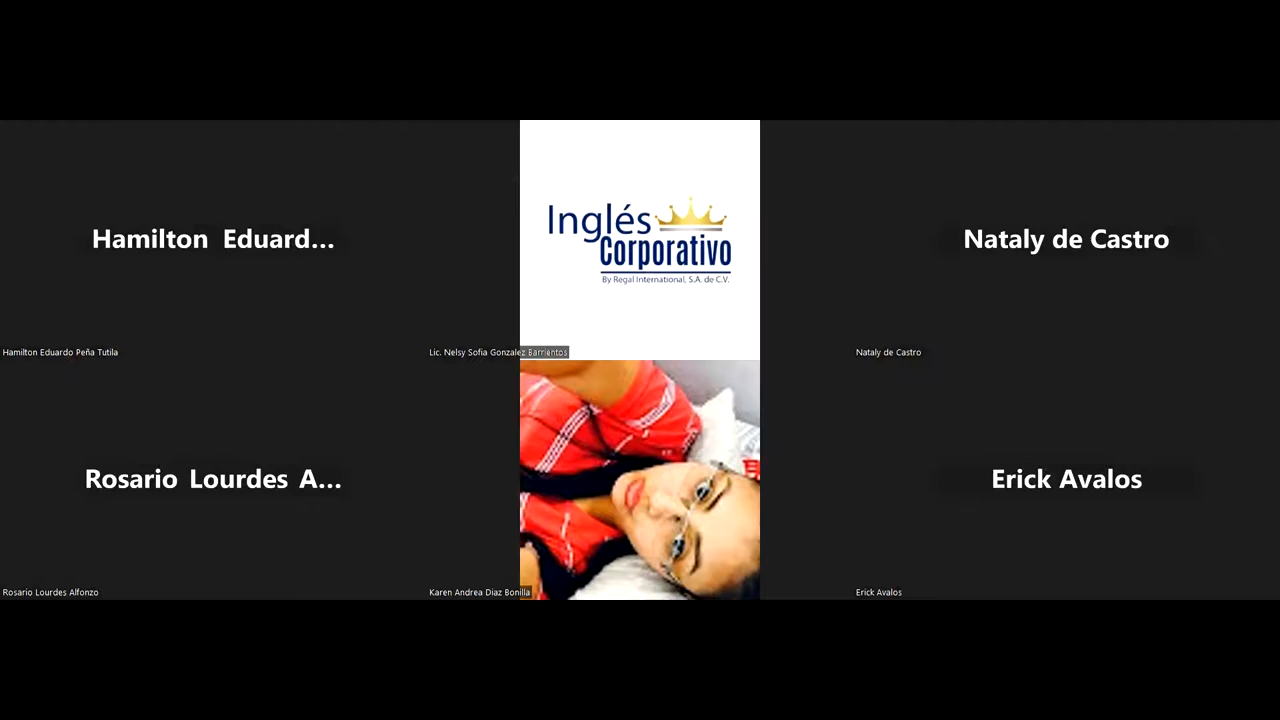 Hamilton Eduard...
Inglés
Corporativo
By Regal International, S.A. de C.V.
Nataly de Castro
Hamilton Eduardo Peña Tutila
Lic. Nelsy Sofia Gonzalez Barrientos
Nataly de Castro
Rosario Lourdes A...
Erick Avalos
Rosario Lourdes Alfonzo
Karen Andrea Diaz Bonilla
Erick Avalos